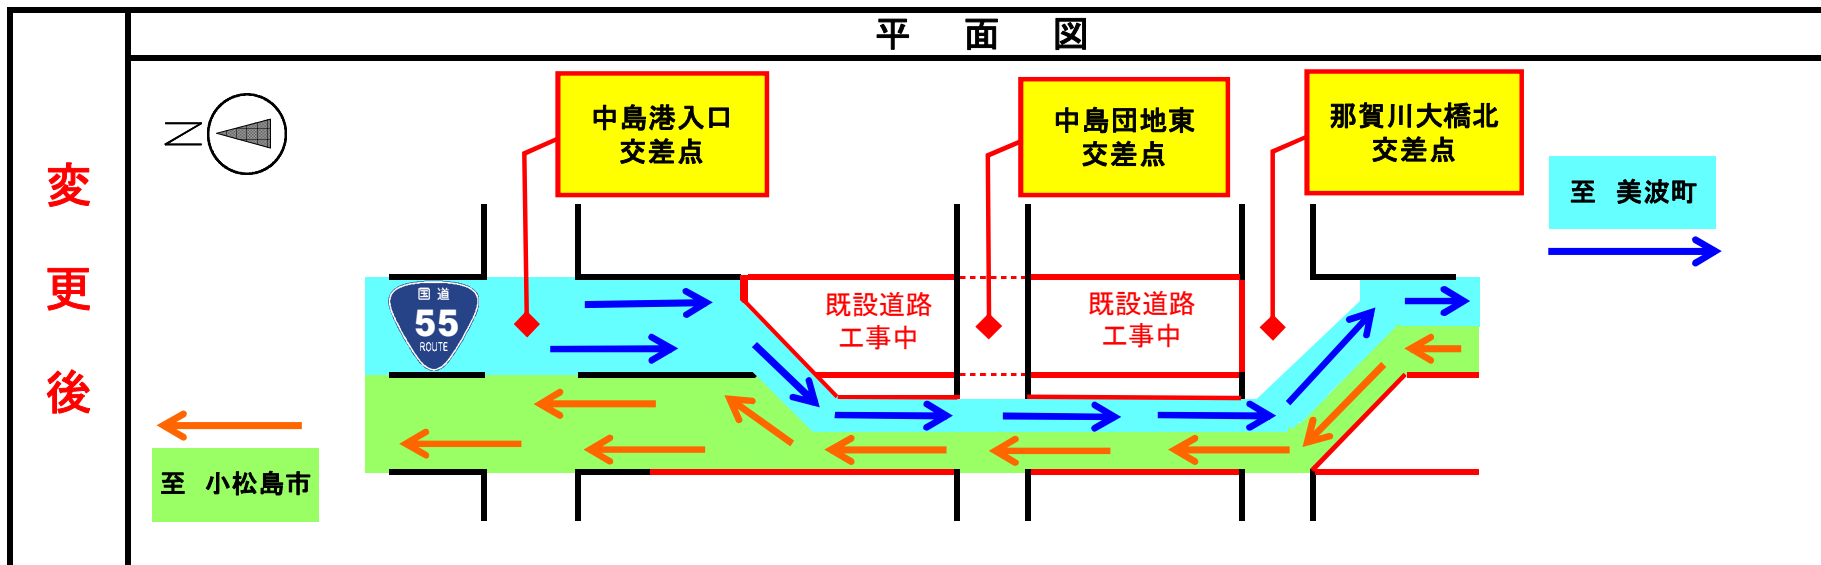 平 面 図
変更後
N
中島港入口
交差点
中島団地東
交差点
那賀川大橋北
交差点
至 美波町
国道
55
ROUTE
既設道路
工事中
既設道路
工事中
至 小松島市